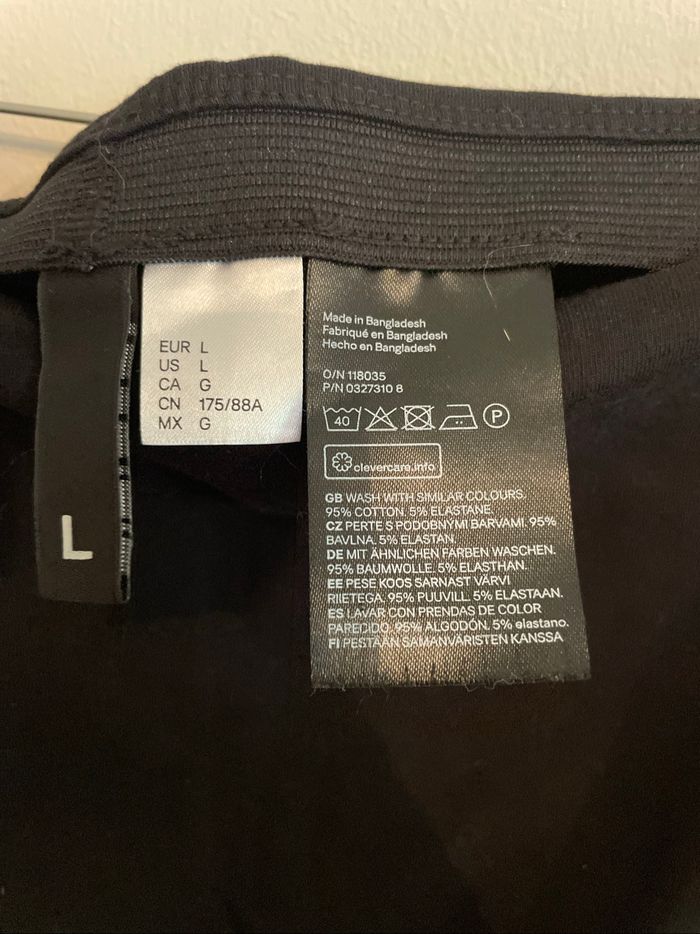 L
EUR L
US L
CA G
CN 175/88A
MX G
Made in Bangladesh
Fabriqué en Bangladesh
Hecho en Bangladesh
O/N 118035
P/N 0327310 8
40 P
clevercare.info
GB WASH WITH SIMILAR COLOURS.
95% COTTON. 5% ELASTANE.
CZ PERTE S PODOBNÝMI BARVAMI. 95%
BAVLNA. 5% ELASTAN.
DE MIT ÄHNLICHEN FARBEN WASCHEN.
95% BAUMWOLLE. 5% ELASTHAN.
EE PESE KOOS SARNAST VÄRVI
RIIETEGA. 95% PUUVILL. 5% ELASTAAN.
ES LAVAR CON PRENDAS DE COLOR
PARECIDO. 95% ALGODÓN. 5% elastano.
FI PESTÄÄN SAMANVÄRISTEN KANSSA